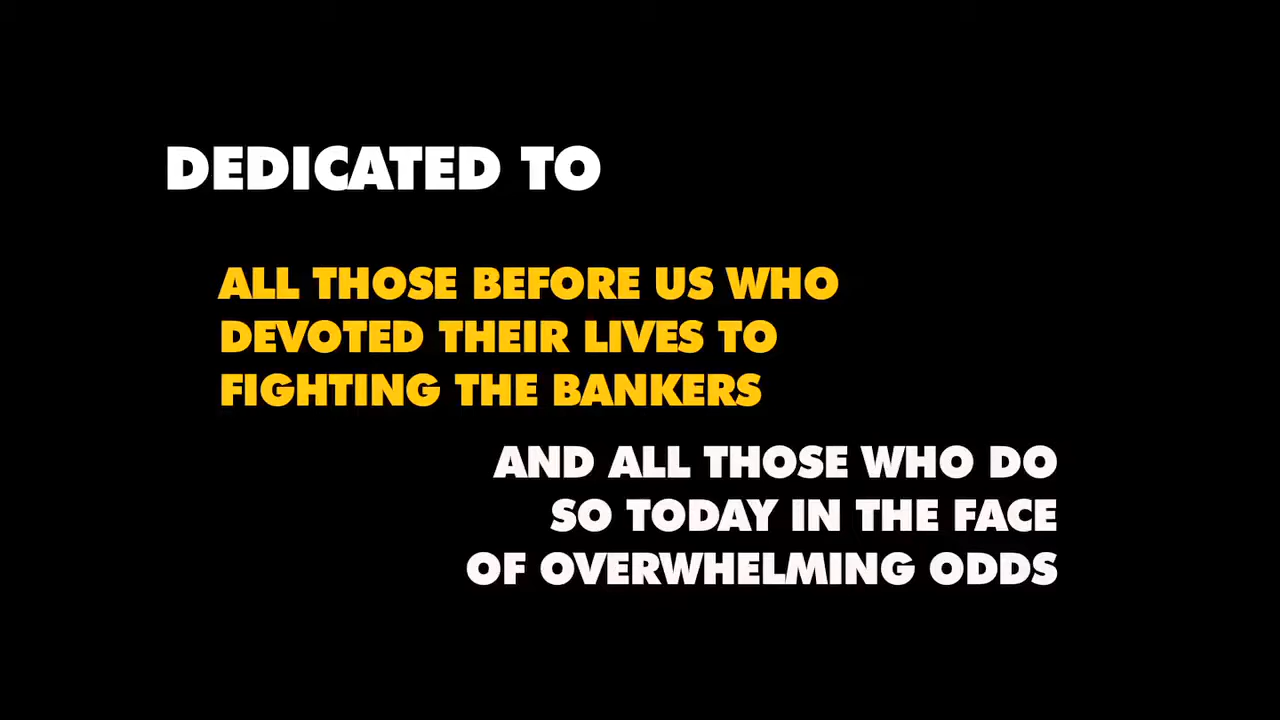 DEDICATED TO
ALL THOSE BEFORE US WHO
DEVOTED THEIR LIVES TO
FIGHTING THE BANKERS
AND ALL THOSE WHO DO
SO TODAY IN THE FACE
OF OVERWHELMING ODDS